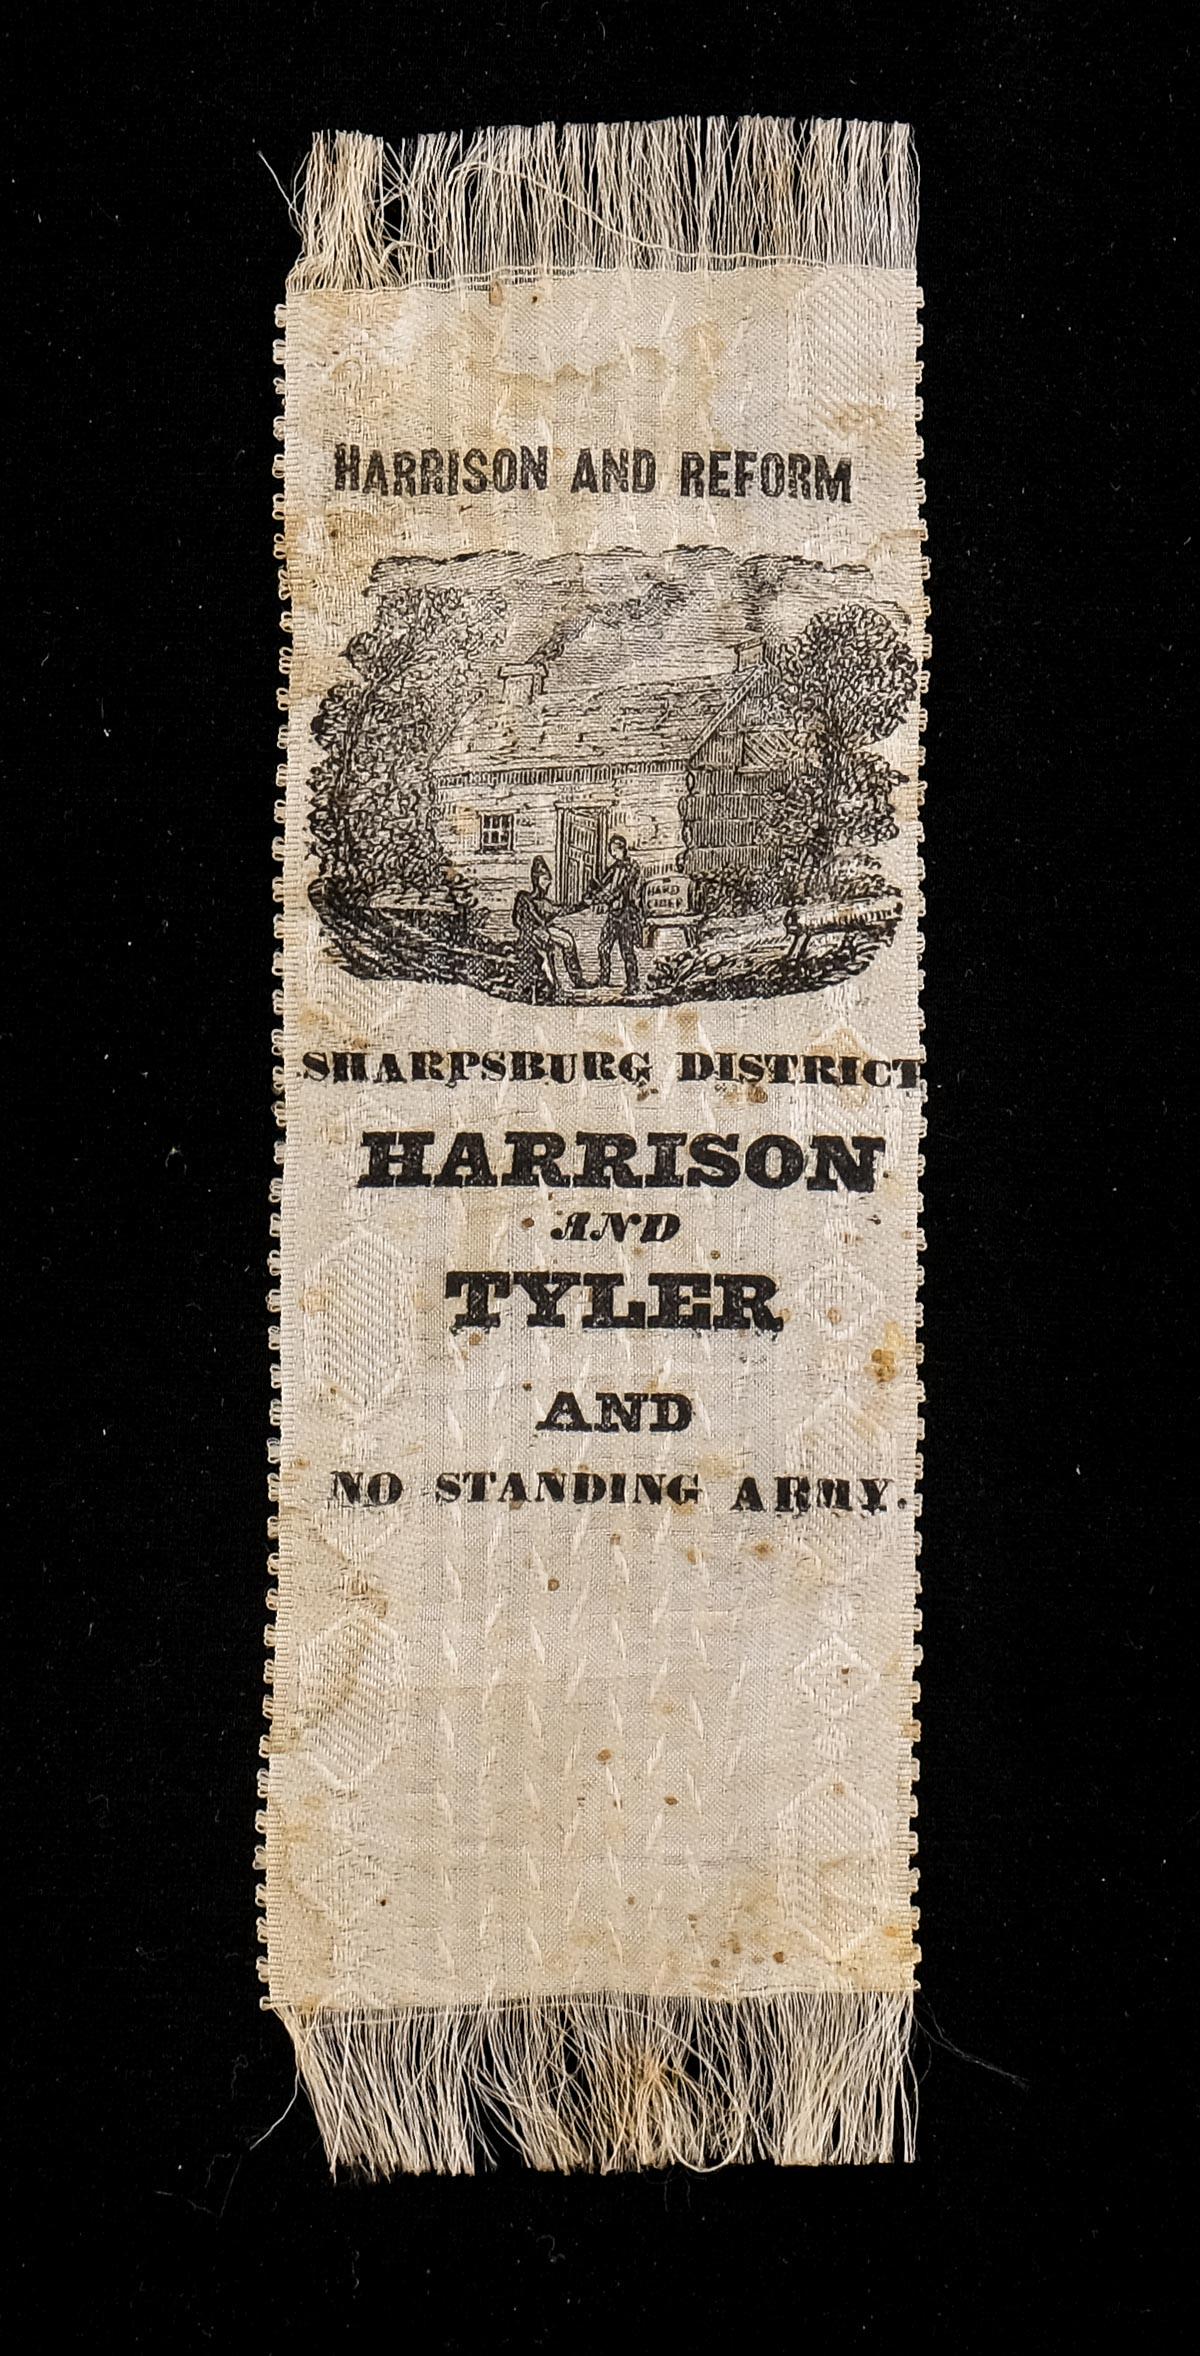 HARRISON AND REFORM
HARD
CIDER
SHARPSBURG DISTRICT
HARRISON
AND
TYLER
AND
NO STANDING ARMY.